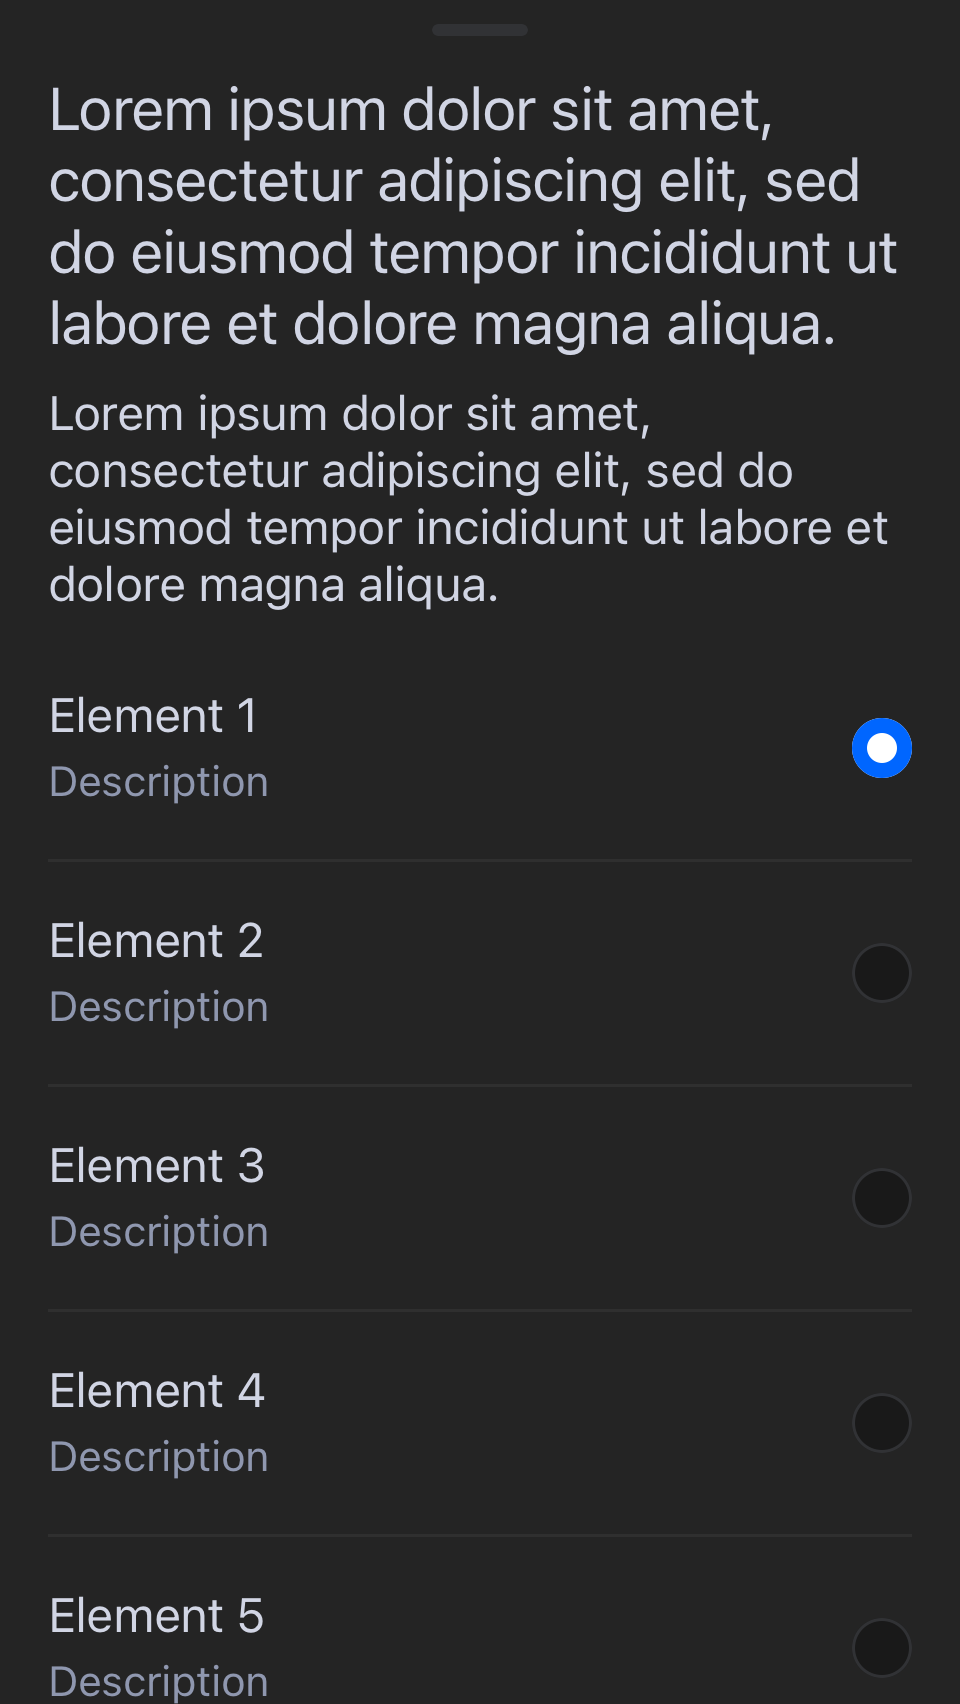 Lorem ipsum dolor sit amet,
consectetur adipiscing elit, sed
do eiusmod tempor incididunt ut
labore et dolore magna aliqua.
Lorem ipsum dolor sit amet,
consectetur adipiscing elit, sed do
eiusmod tempor incididunt ut labore et
dolore magna aliqua.
Element 1
Description
Element 2
Description
Element 3
Description
Element 4
Description
Element 5
Description